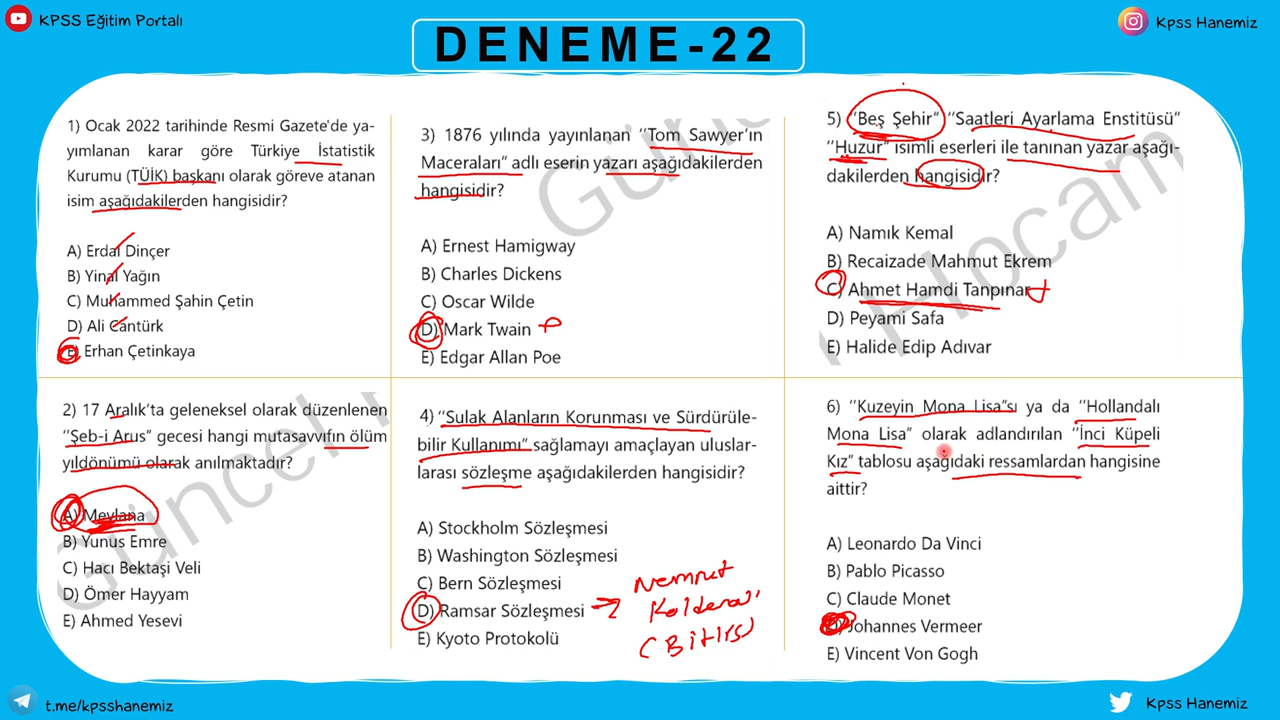 KPSS Eğitim Portalı
DENEME-22
Kpss Hanemiz
1) Ocak 2022 tarihinde Resmi Gazete'de ya-
yımlanan karar göre Türkiye İstatistik
Kurumu (TÜİK) başkanı olarak göreve atanan
isim aşağıdakilerden hangisidir?
A) Erdal Dinçer
B) Yinal Yağın
C) Muhammed Şahin Çetin
D) Ali Cantürk
E) Erhan Çetinkaya
2) 17 Aralık’ta geleneksel olarak düzenlenen
‘’Şeb-i Arus” gecesi hangi mutasavvıfın ölüm
yıldönümü olarak anılmaktadır?
A) Mevlana
B) Yunus Emre
C) Hacı Bektaşi Veli
D) Ömer Hayyam
E) Ahmed Yesevi
3) 1876 yılında yayınlanan ‘’Tom Sawyer’ın
Maceraları” adlı eserin yazarı aşağıdakilerden
hangisidir?
A) Ernest Hamigway
B) Charles Dickens
C) Oscar Wilde
D) Mark Twain
E) Edgar Allan Poe
4) ‘’Sulak Alanların Korunması ve Sürdürüle-
bilir Kullanımı” sağlamayı amaçlayan uluslar-
larası sözleşme aşağıdakilerden hangisidir?
A) Stockholm Sözleşmesi
B) Washington Sözleşmesi
C) Bern Sözleşmesi
D) Ramsar Sözleşmesi
E) Kyoto Protokolü
Nemrut
(Bitlis)
5) ‘’Beş Şehir” ‘’Saatleri Ayarlama Enstitüsü”
‘’Huzur” isimli eserleri ile tanınan yazar aşağı-
dakilerden hangisidir?
A) Namık Kemal
B) Recaizade Mahmut Ekrem
C) Ahmet Hamdi Tanpınar
D) Peyami Safa
E) Halide Edip Adıvar
6) ‘’Kuzeyin Mona Lisa”sı ya da ‘’Hollandalı
Mona Lisa” olarak adlandırılan ‘’İnci Küpeli
Kız” tablosu aşağıdaki ressamlardan hangisine
aittir?
A) Leonardo Da Vinci
B) Pablo Picasso
C) Claude Monet
D) Johannes Vermeer
E) Vincent Von Gogh
Güncel
Hocam
t.me/kpsshanemiz
Kpss Hanemiz